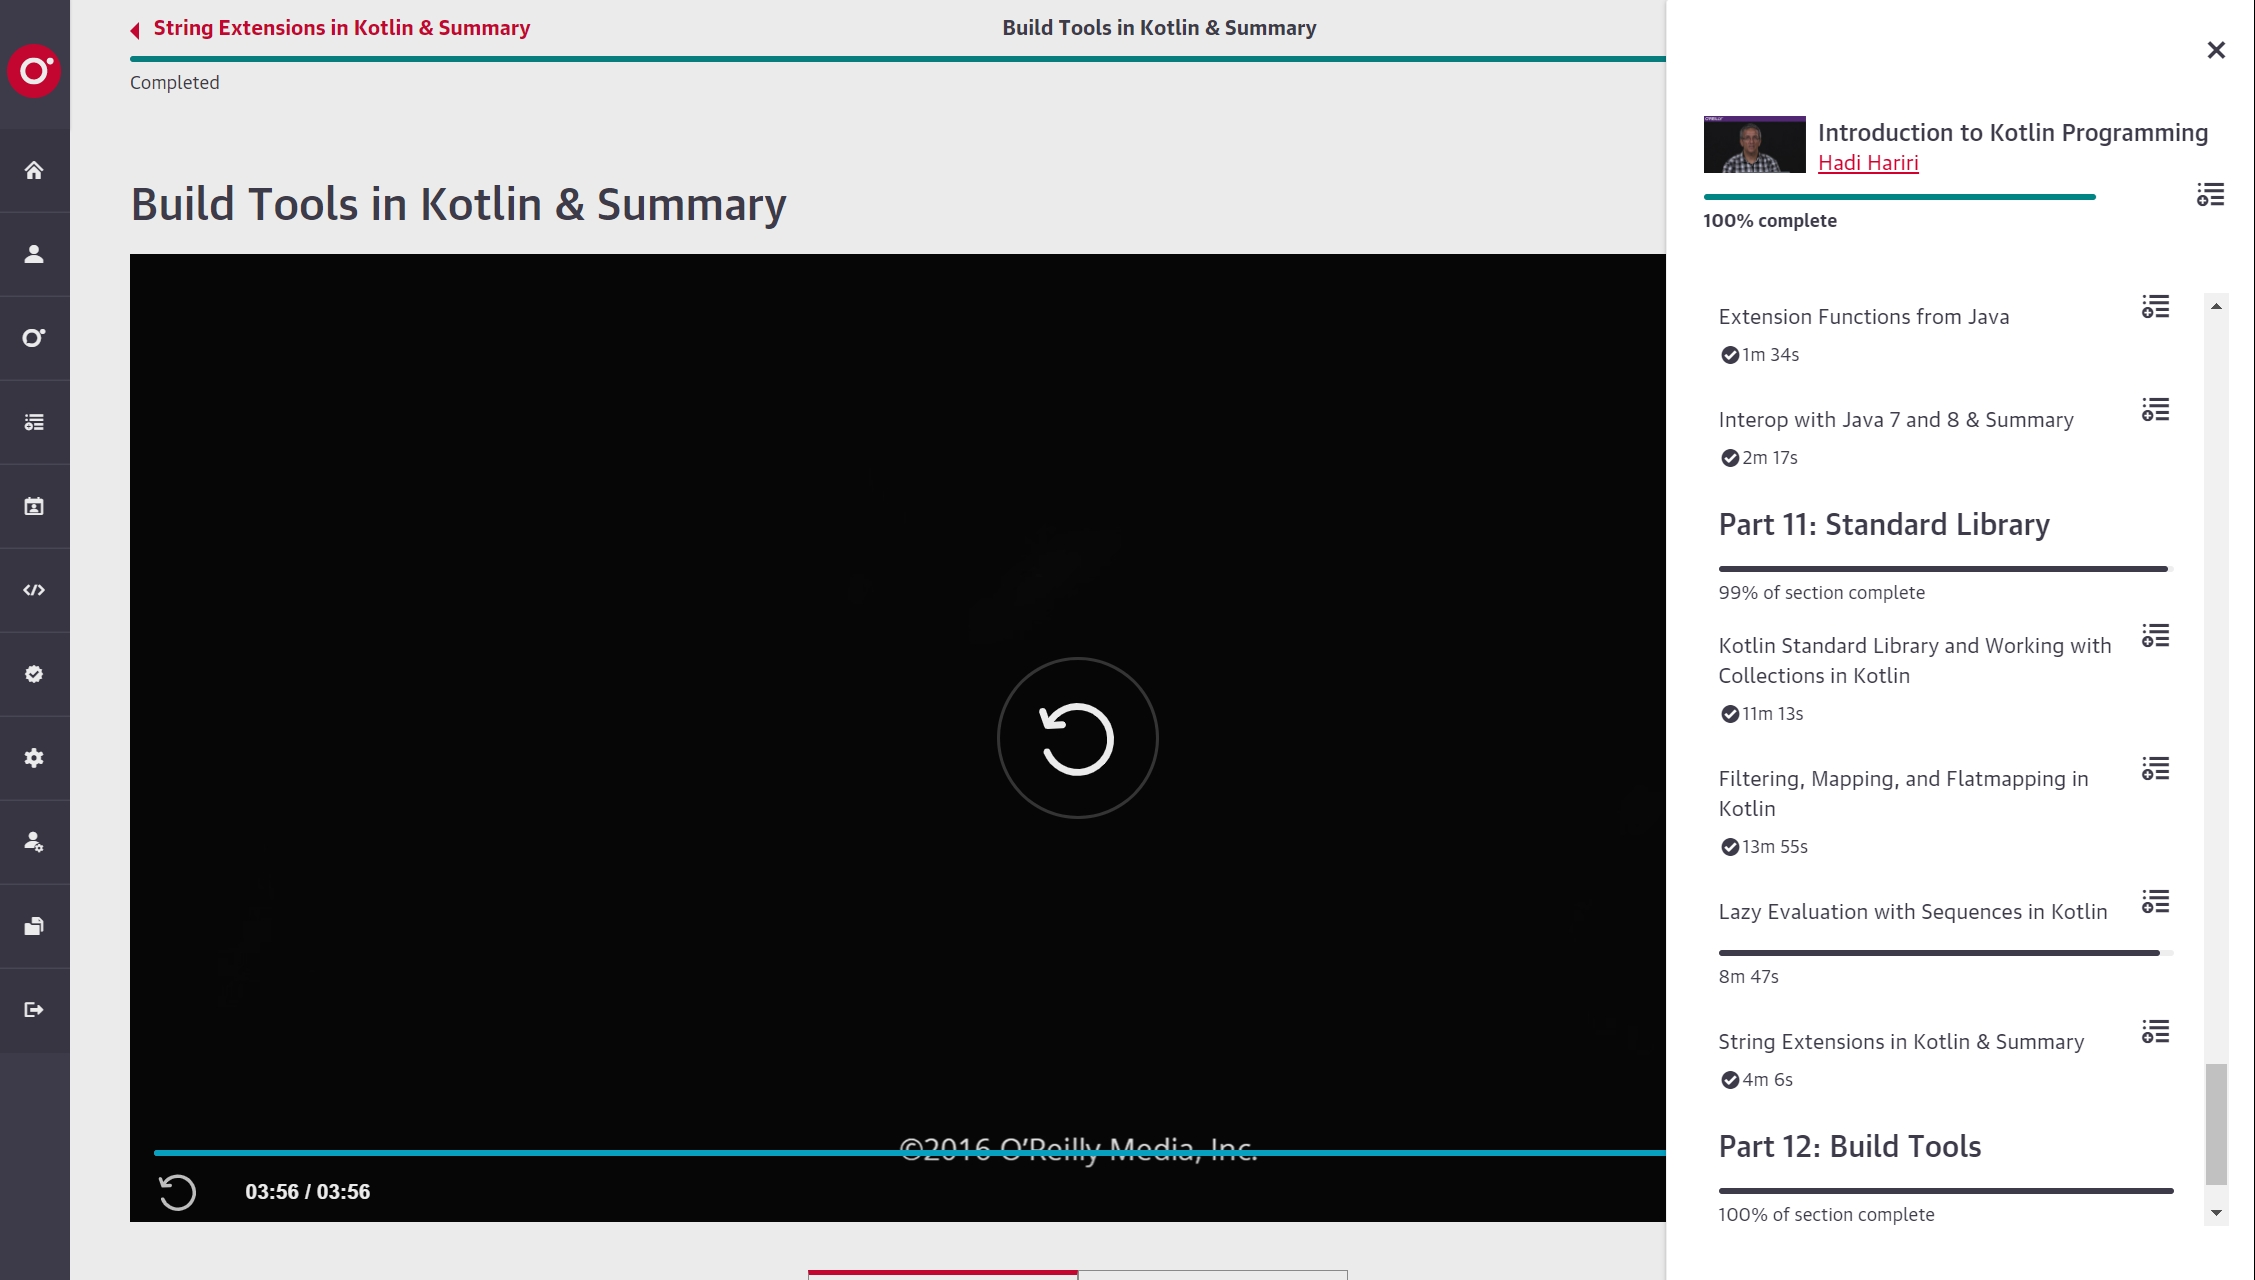 String Extensions in Kotlin & Summary
Build Tools in Kotlin & Summary
Completed
Build Tools in Kotlin & Summary
©2016 O'Reilly Media, Inc.
03:56 / 03:56
Introduction to Kotlin Programming
Hadi Hariri
100% complete
Extension Functions from Java
1m 34s
Interop with Java 7 and 8 & Summary
2m 17s
Part 11: Standard Library
99% of section complete
Kotlin Standard Library and Working with
Collections in Kotlin
11m 13s
Filtering, Mapping, and Flatmapping in
Kotlin
13m 55s
Lazy Evaluation with Sequences in Kotlin
8m 47s
String Extensions in Kotlin & Summary
4m 6s
Part 12: Build Tools
100% of section complete